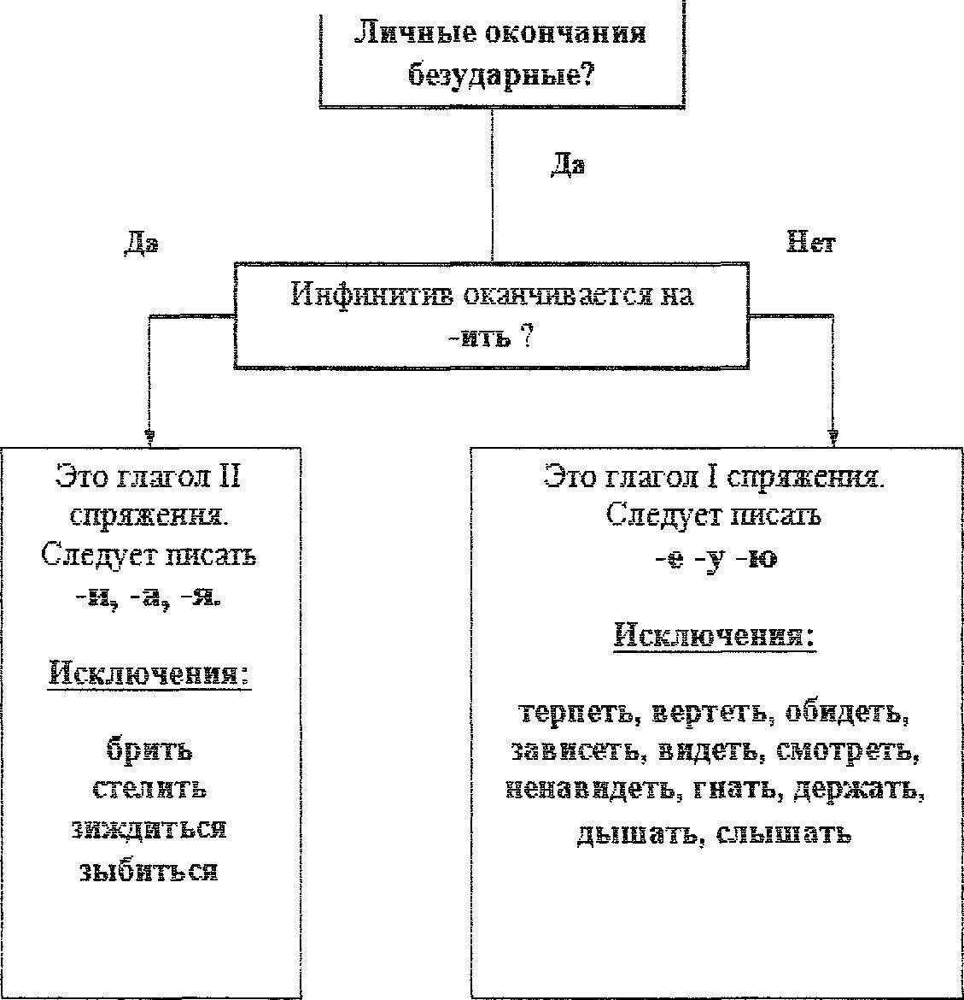 Личные окончания
безударные?
Да
Да
Нет
Инфинитив оканчивается на
-ить ?
Это глагол II
спряжения.
Следует писать
-и, -а, -я.
Исключения:
брить
стелить
зиждиться
зыбиться
Это глагол I спряжения.
Следует писать
-е -у -ю
Исключения:
терпеть, вертеть, обидеть,
зависеть, видеть, смотреть,
ненавидеть, гнать, держать,
дышать, слышать